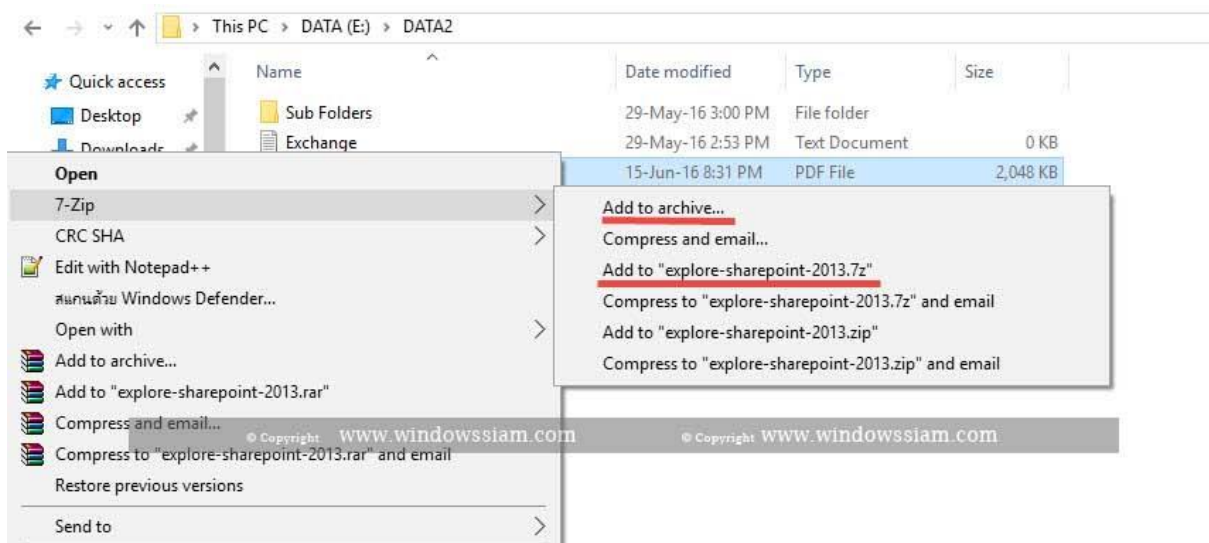 This PC > DATA (E:) > DATA2
Name Date modified Type Size
Quick access
Desktop
Downloads
Sub Folders 29-May-16 3:00 PM File folder
Exchange 29-May-16 2:53 PM Text Document 0 KB
15-Jun-16 8:31 PM PDF File 2,048 KB
Open
7-Zip
CRC SHA
Edit with Notepad++
สแกนด้วย Windows Defender...
Open with
Add to archive...
Add to "explore-sharepoint-2013.rar"
Compress and email...
Compress to "explore-sharepoint-2013.rar" and email
Restore previous versions
Send to
Add to archive...
Compress and email...
Add to "explore-sharepoint-2013.7z"
Compress to "explore-sharepoint-2013.7z" and email
Add to "explore-sharepoint-2013.zip"
Compress to "explore-sharepoint-2013.zip" and email
© Copyright www.windowssiam.com
© Copyright www.windowssiam.com